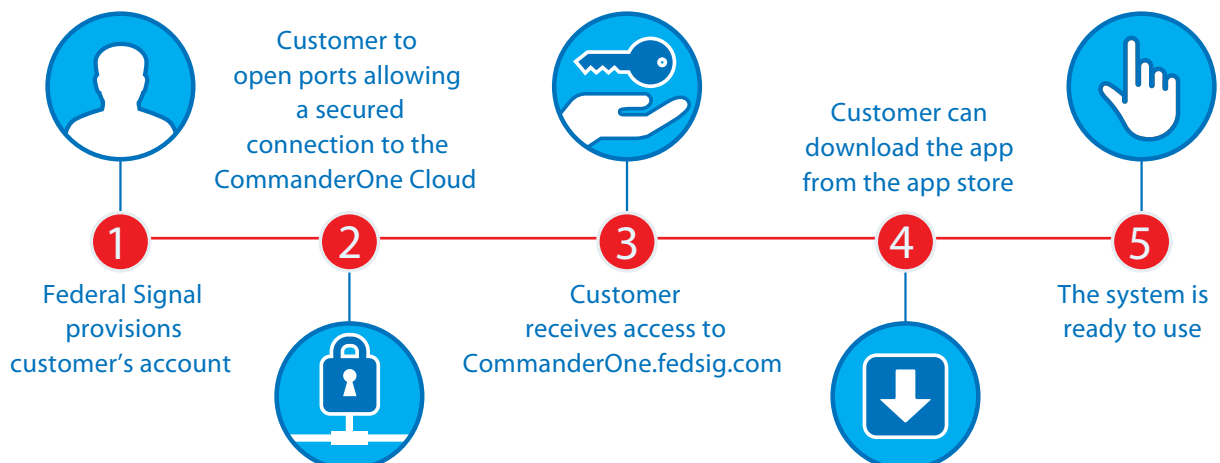 1
Federal Signal
provisions
customer’s account
Customer to
open ports allowing
a secured
connection to the
CommanderOne Cloud
2
3
Customer
receives access to
CommanderOne.fedsig.com
Customer can
download the app
from the app store
4
5
The system is
ready to use